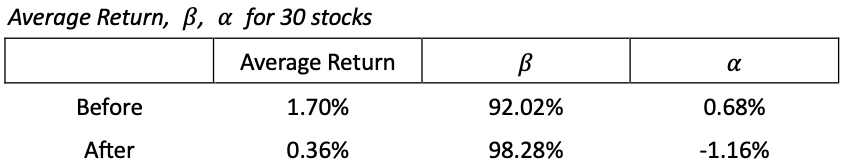 Average Return, β, α for 30 stocks
Average Return β α
Before 1.70% 92.02% 0.68%
After 0.36% 98.28% -1.16%